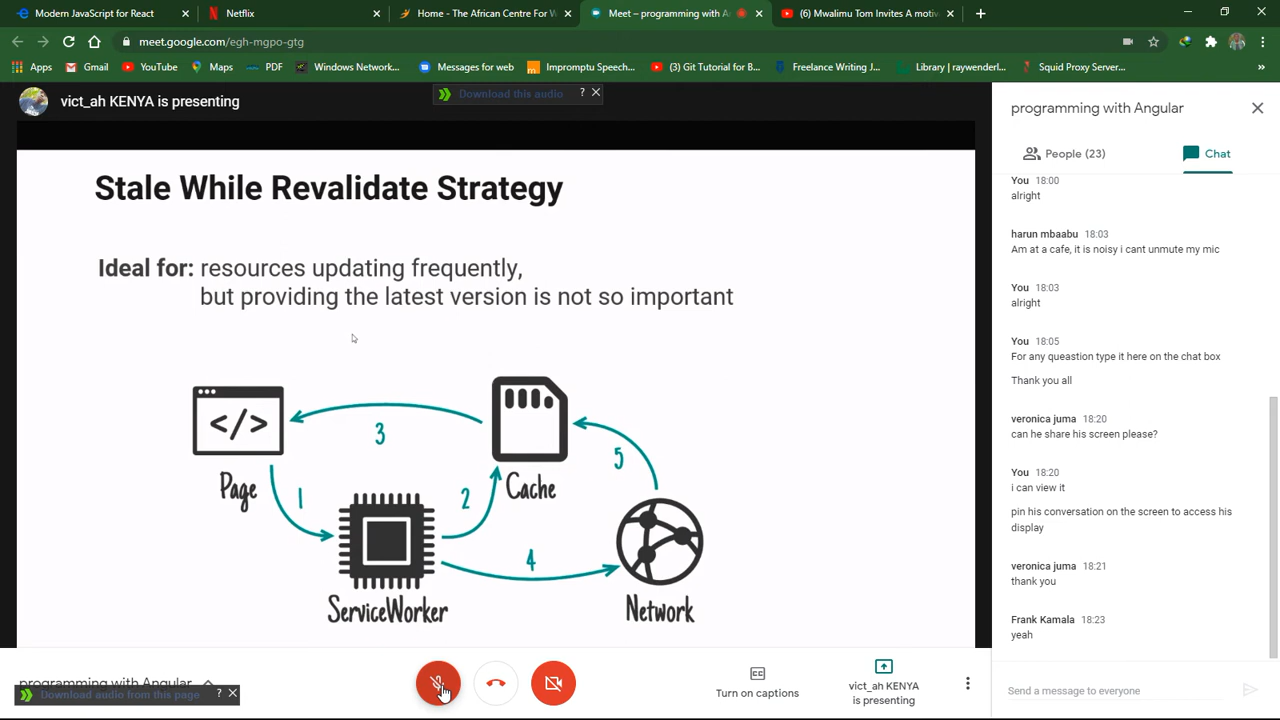 Modern JavaScript for React
Netflix
Home - The African Centre For W
Meet – programming with A
(6) Mwalimu Tom Invites A motiv
meet.google.com/egh-mgpo-gtg
Apps
Gmail
YouTube
Maps
PDF
Windows Network...
Messages for web
Impromptu Speech...
(3) Git Tutorial for B...
Freelance Writing J...
Library | raywenderl...
Squid Proxy Server...
»
vict_ah KENYA is presenting
Download this audio
?
Stale While Revalidate Strategy
Ideal for: resources updating frequently,
but providing the latest version is not so important
</>
Page
1
ServiceWorker
2
3
Cache
4
5
Network
programming with Angular
People (23)
Chat
You 18:00
alright
harun mbaabu 18:03
Am at a cafe, it is noisy i cant unmute my mic
You 18:03
alright
You 18:05
For any queastion type it here on the chat box
Thank you all
veronica juma 18:20
can he share his screen please?
You 18:20
i can view it
pin his conversation on the screen to access his
display
veronica juma 18:21
thank you
Frank Kamala 18:23
yeah
Send a message to everyone
programming with Angular
Download audio from this page
?
CC
Turn on captions
vict_ah KENYA
is presenting